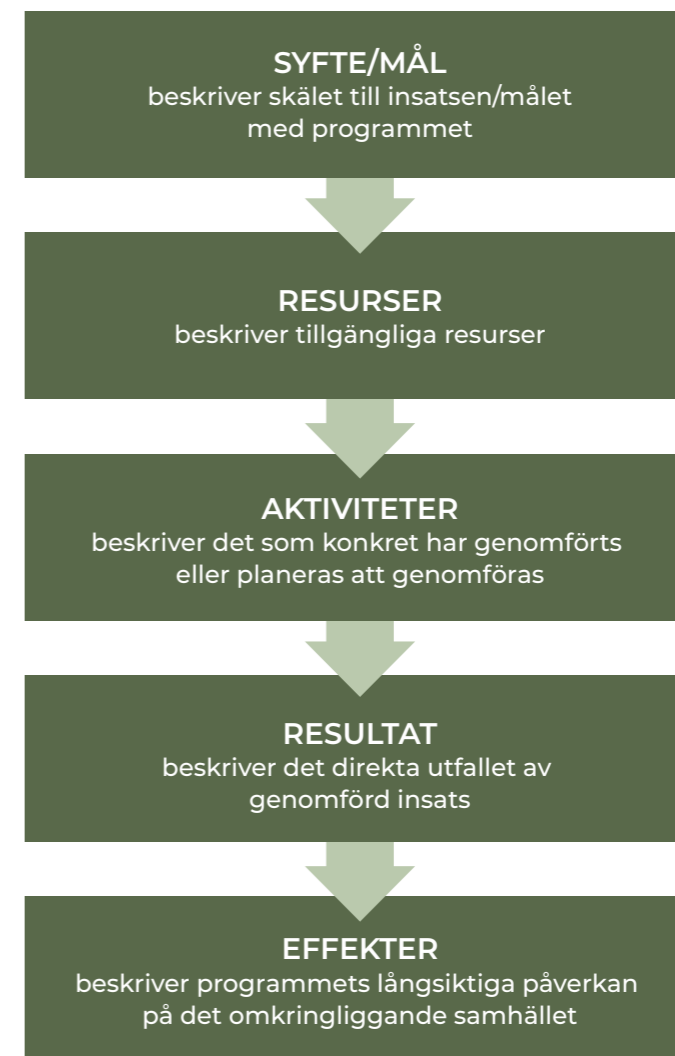 SYFTE/MÅL
beskriver skälet till insatsen/målet
med programmet
RESURSER
beskriver tillgängliga resurser
AKTIVITETER
beskriver det som konkret har genomförts
eller planeras att genomföras
RESULTAT
beskriver det direkta utfallet av
genomförd insats
EFFEKTER
beskriver programmets långsiktiga påverkan
på det omkringliggande samhället